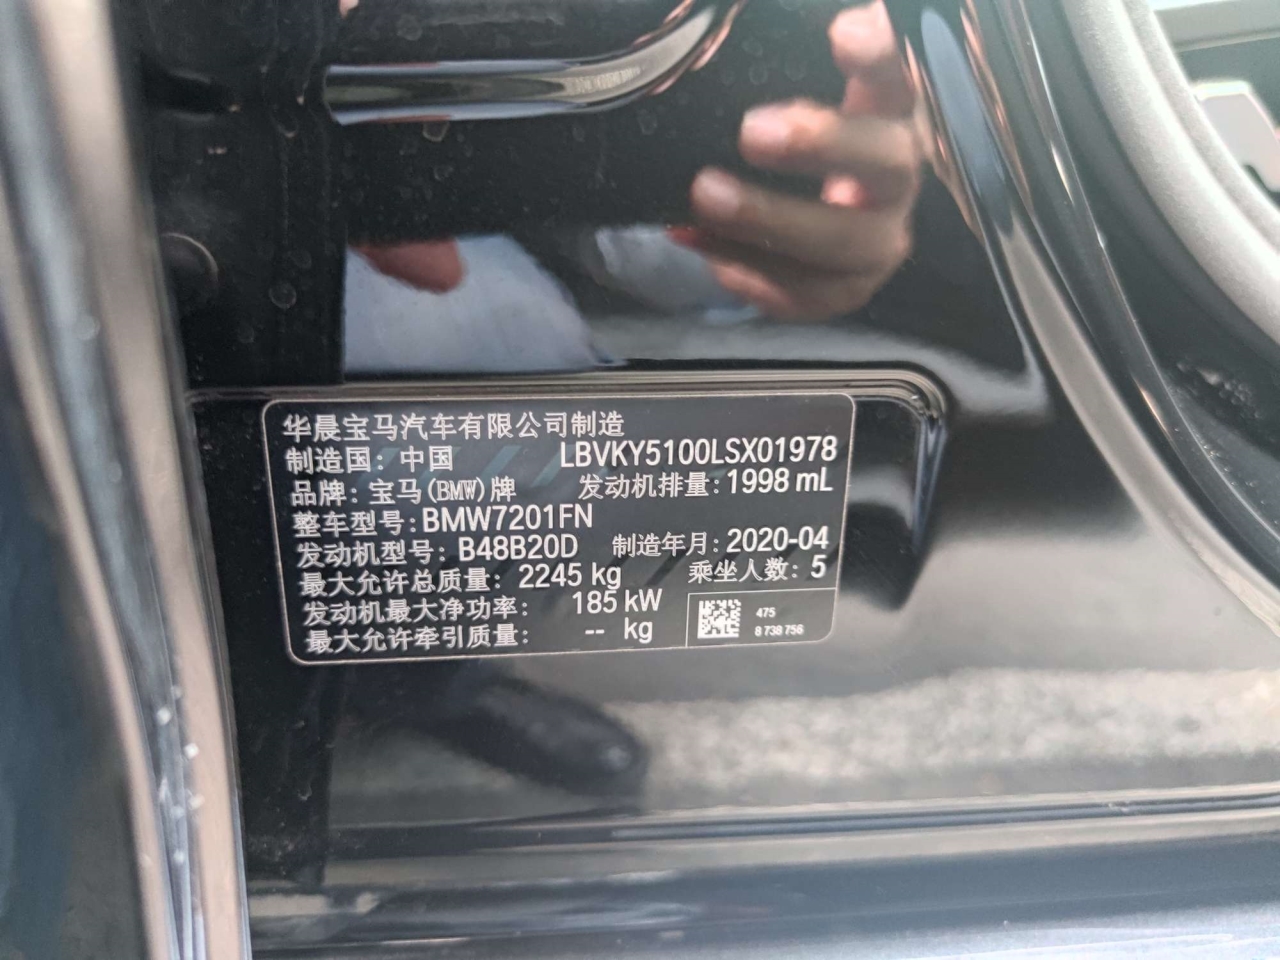 华晨宝马汽车有限公司制造
制造国：中国 LBVKY5100LSX01978
品牌：宝马(BMW)牌 发动机排量：1998 mL
整车型号：BMW7201FN
发动机型号：B48B20D 制造年月：2020-04
最大允许总质量：2245 kg 乘坐人数：5
发动机最大净功率：185 kW
最大允许牵引质量：-- kg
475
8 738 756